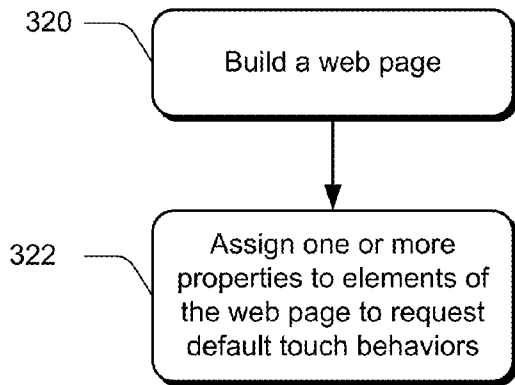 320
Build a web page
322
Assign one or more
properties to elements of
the web page to request
default touch behaviors